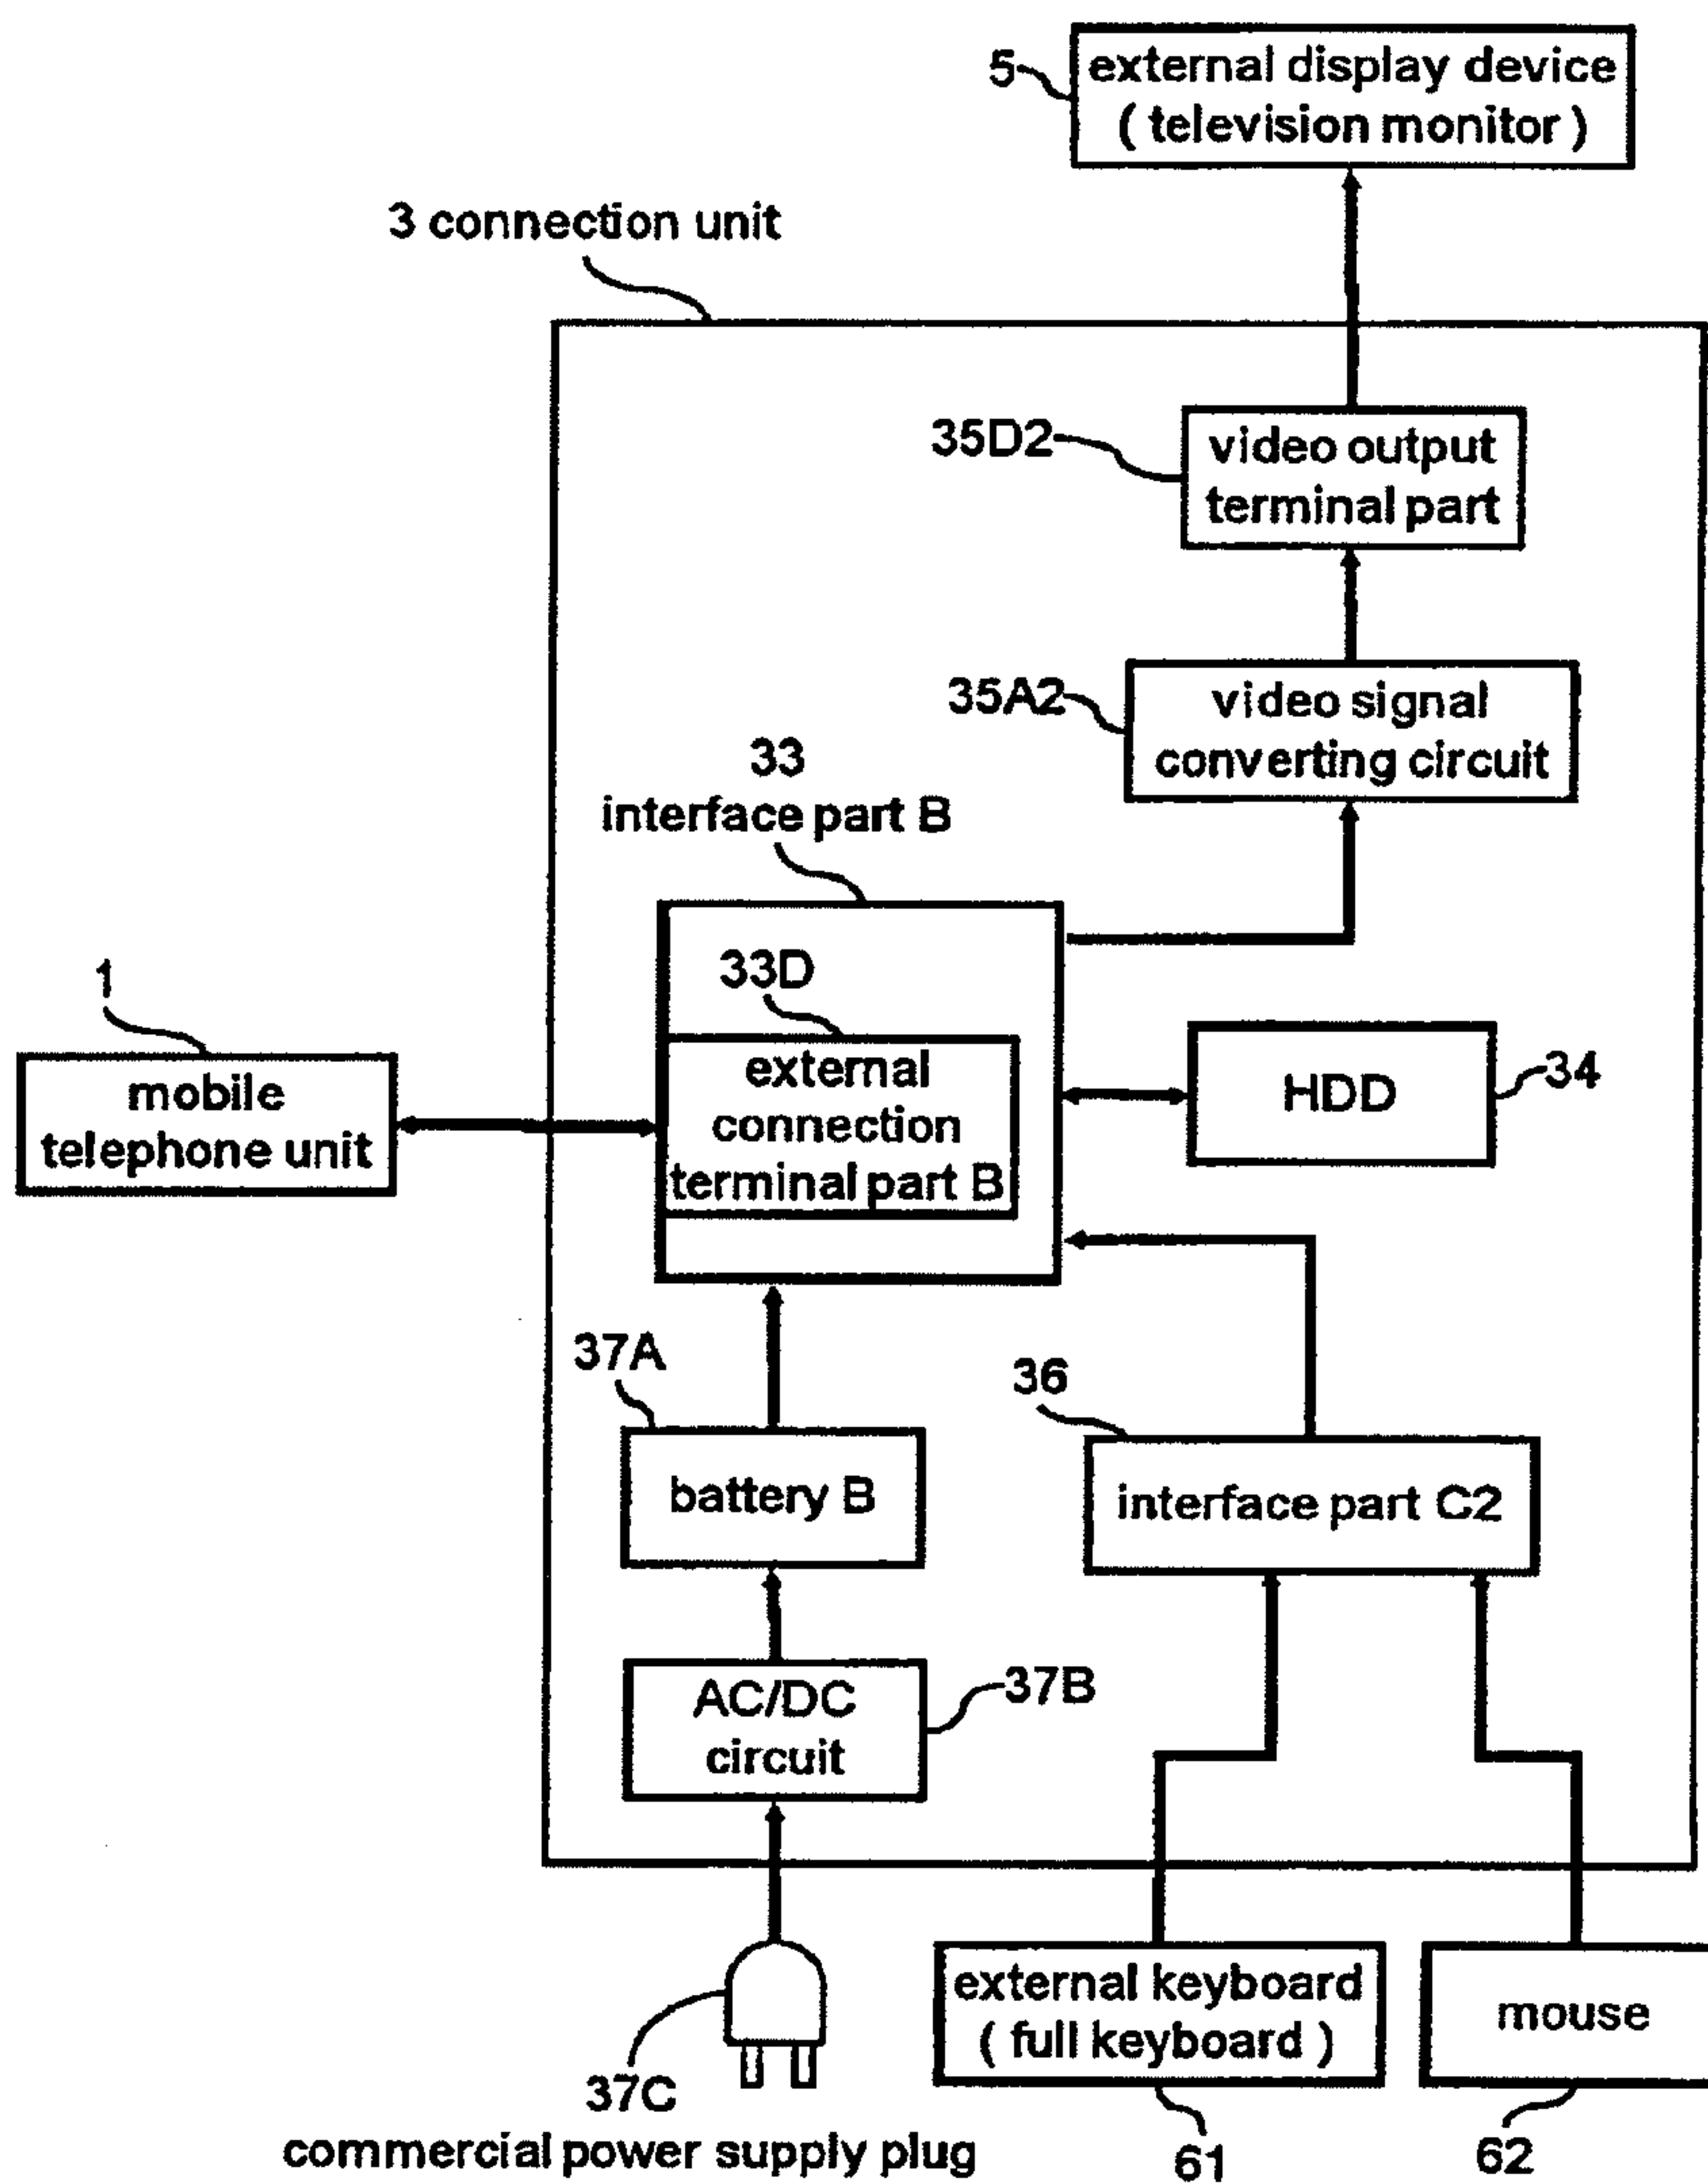 5
external display device
( television monitor )
3 connection unit
35D2
video output
terminal part
35A2
video signal
converting circuit
33
interface part B
33D
external
connection
terminal part B
1
mobile
telephone unit
HDD
34
37A
battery B
36
interface part C2
AC/DC
circuit
37B
37C
commercial power supply plug
external keyboard
( full keyboard )
61
mouse
62